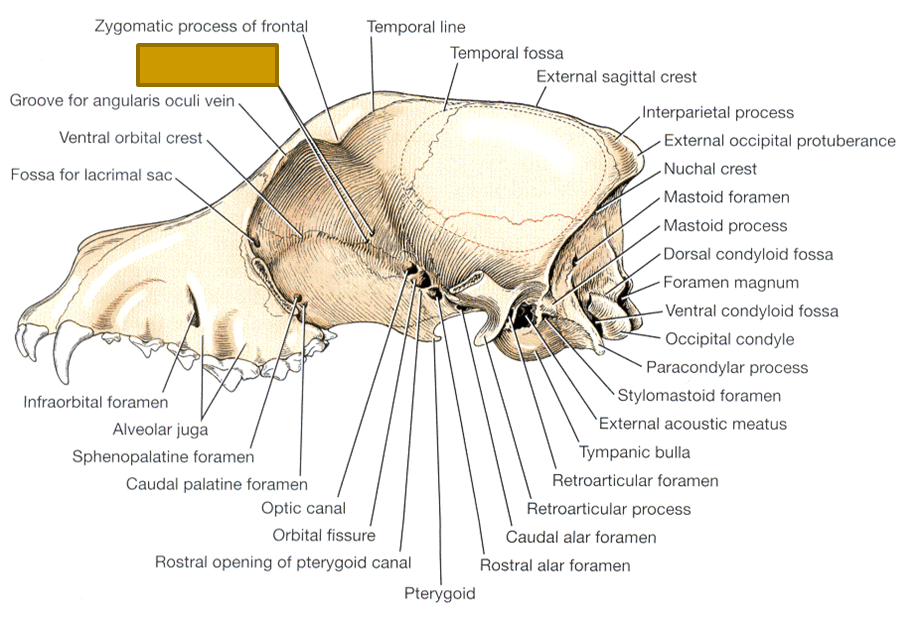 Zygomatic process of frontal
Temporal line
Temporal fossa
External sagittal crest
Groove for angularis oculi vein
Interparietal process
Ventral orbital crest
External occipital protuberance
Fossa for lacrimal sac
Nuchal crest
Mastoid foramen
Mastoid process
Dorsal condyloid fossa
Foramen magnum
Ventral condyloid fossa
Occipital condyle
Paracondylar process
Stylomastoid foramen
Infraorbital foramen
External acoustic meatus
Alveolar juga
Tympanic bulla
Sphenopalatine foramen
Retroarticular foramen
Caudal palatine foramen
Retroarticular process
Optic canal
Caudal alar foramen
Orbital fissure
Rostral alar foramen
Rostral opening of pterygoid canal
Pterygoid